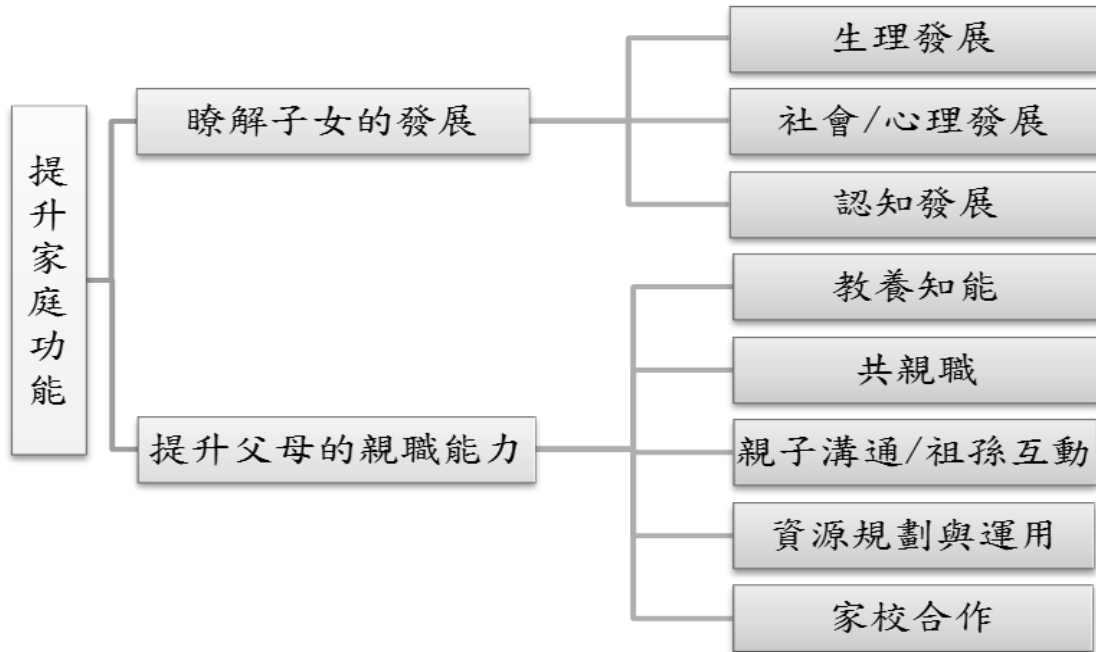 提升家庭功能
瞭解子女的發展
生理發展
社會/心理發展
認知發展
提升父母的親職能力
教養知能
共親職
親子溝通/祖孫互動
資源規劃與運用
家校合作